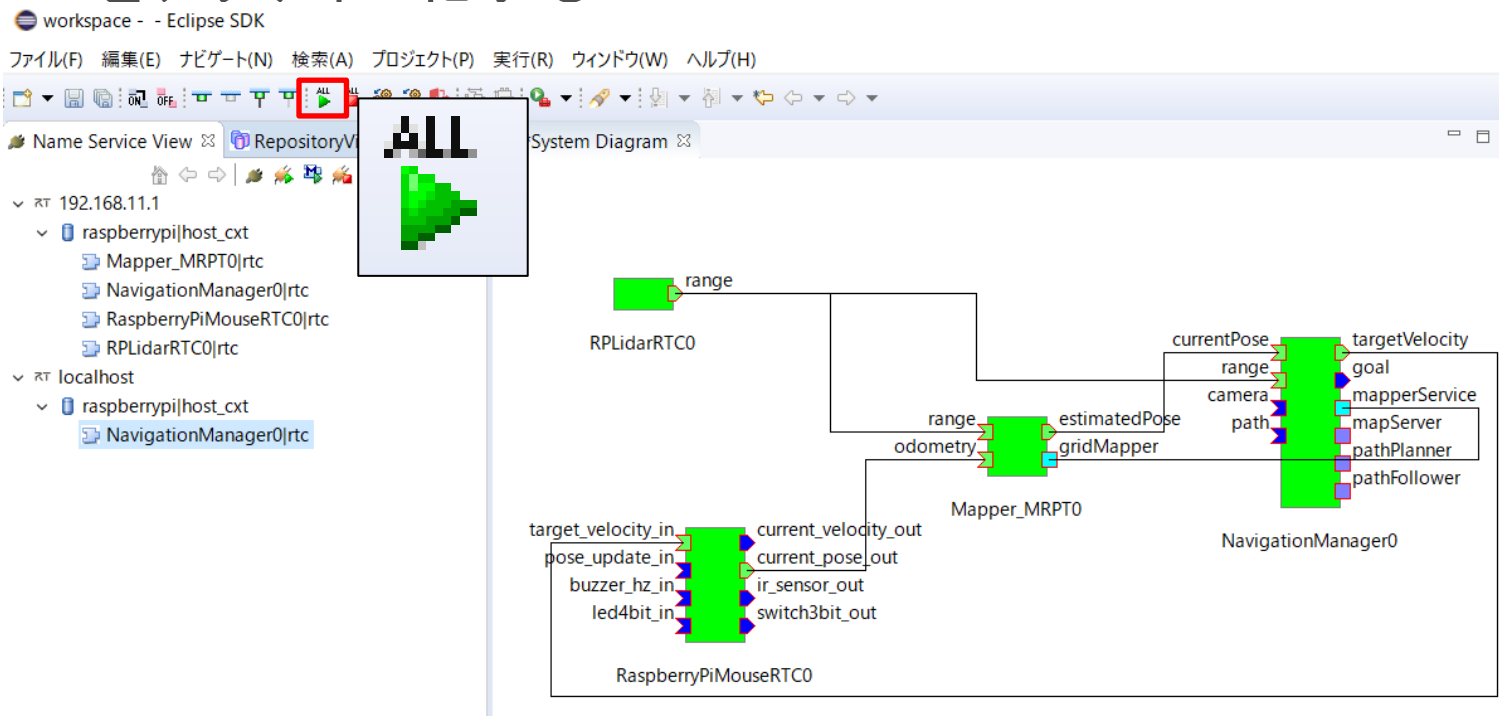 workspace - - Eclipse SDK
ファイル(F) 編集(E) ナビゲート(N) 検索(A) プロジェクト(P) 実行(R) ウィンドウ(W) ヘルプ(H)
ON OFF ALL
ALL
Name Service View
System Diagram
192.168.11.1
raspberrypi|host_cxt
Mapper_MRPT0|rtc
NavigationManager0|rtc
RaspberryPiMouseRTC0|rtc
RPLidarRTC0|rtc
localhost
raspberrypi|host_cxt
NavigationManager0|rtc
range
RPLidarRTC0
currentPose
range
camera
path
targetVelocity
goal
mapperService
mapServer
pathPlanner
pathFollower
NavigationManager0
range
odometry
estimatedPose
gridMapper
Mapper_MRPT0
target_velocity_in
pose_update_in
buzzer_hz_in
led4bit_in
current_velocity_out
current_pose_out
ir_sensor_out
switch3bit_out
RaspberryPiMouseRTC0